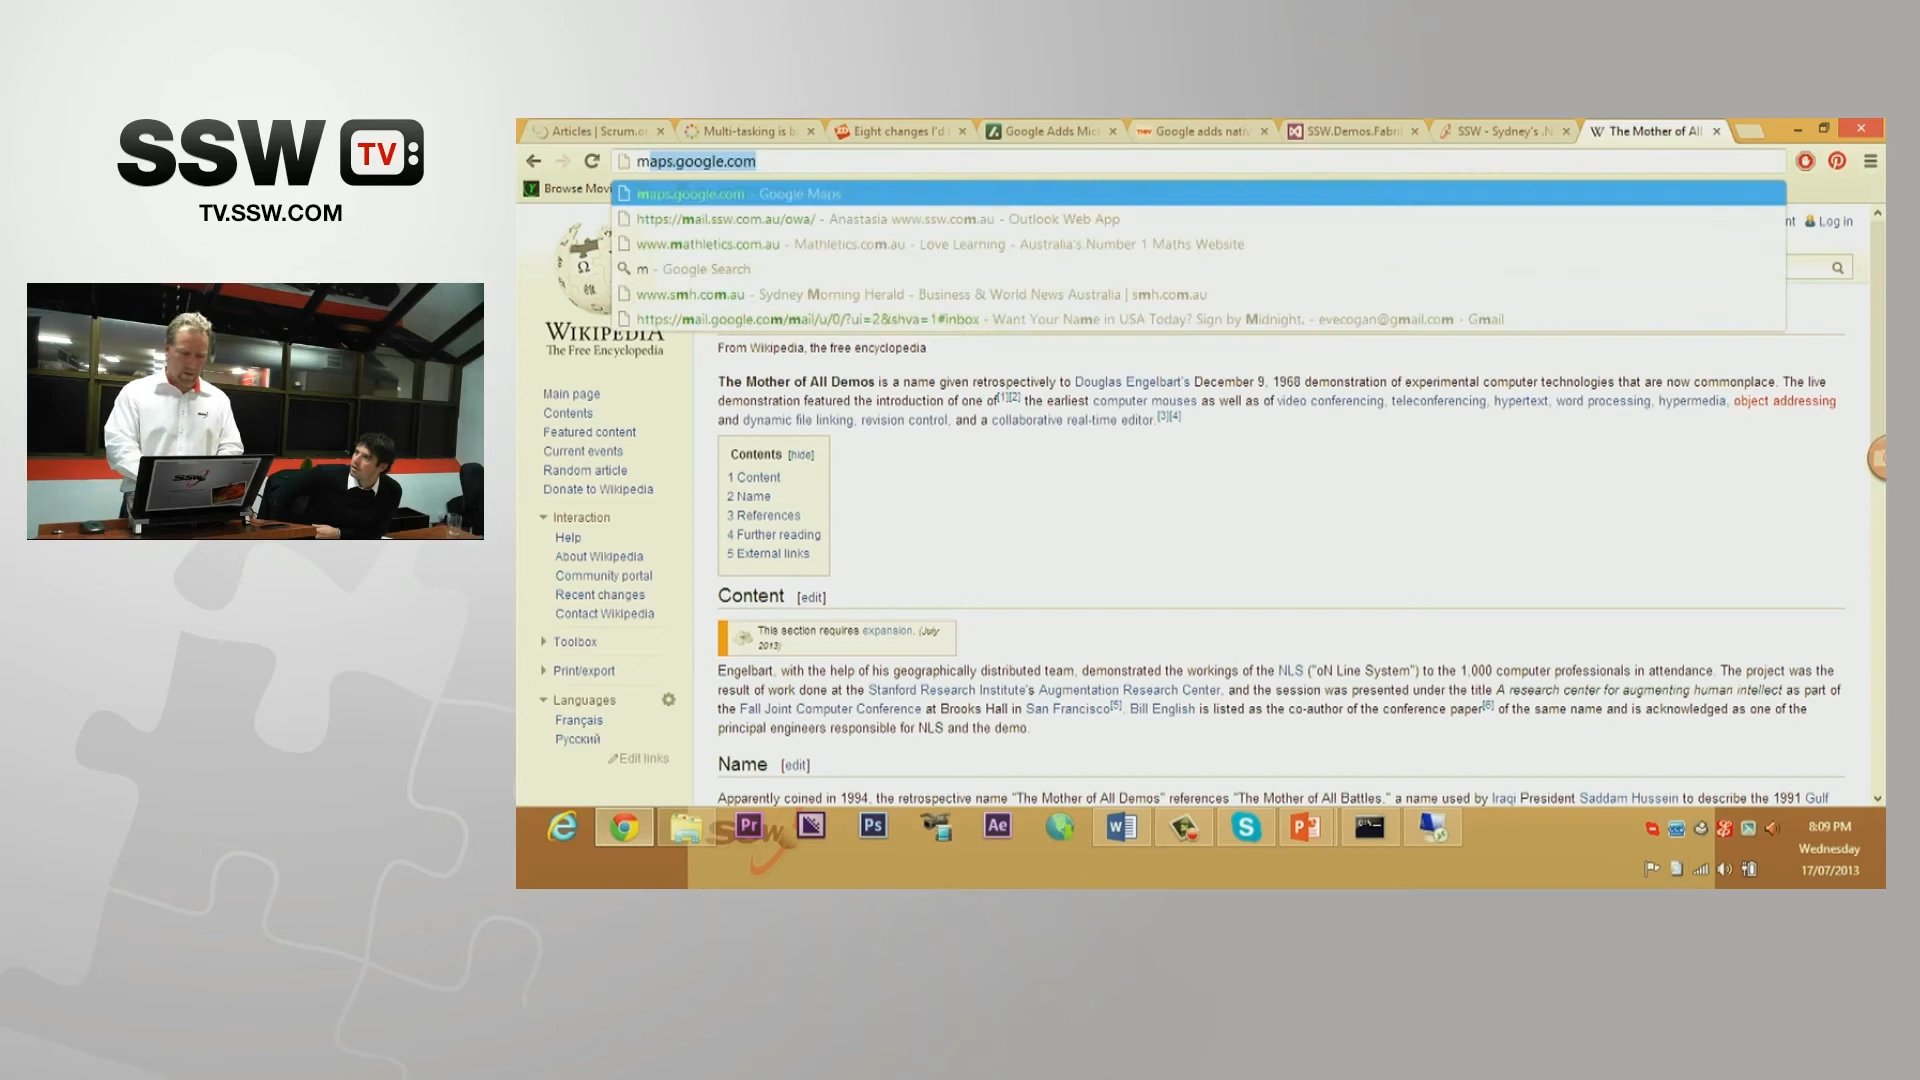 SSW TV:
TV.SSW.COM
Articles | Scrum.or
Multi-tasking is b
Eight changes I'd
Google Adds Mic
Google adds nati
SSW.Demos.Fabri
SSW - Sydney's .N
The Mother of All
maps.google.com
Browse Movi
maps.google.com - Google Maps
https://mail.ssw.com.au/owa/ - Anastasia www.ssw.com.au - Outlook Web App
www.mathletics.com.au - Mathletics.com.au - Love Learning - Australia's Number 1 Maths Website
m - Google Search
www.smh.com.au - Sydney Morning Herald - Business & World News Australia | smh.com.au
https://mail.google.com/mail/u/0/?ui=2&shva=1#inbox - Want Your Name in USA Today? Sign by Midnight. - evecogan@gmail.com - Gmail
nt Log in
WIKIPEDIA
The Free Encyclopedia
Main page
Contents
Featured content
Current events
Random article
Donate to Wikipedia
Interaction
Help
About Wikipedia
Community portal
Recent changes
Contact Wikipedia
Toolbox
Print/export
Languages
Français
Русский
Edit links
From Wikipedia, the free encyclopedia
The Mother of All Demos is a name given retrospectively to Douglas Engelbart's December 9, 1968 demonstration of experimental computer technologies that are now commonplace. The live
demonstration featured the introduction of one of[1][2] the earliest computer mouses as well as of video conferencing, teleconferencing, hypertext, word processing, hypermedia, object addressing
and dynamic file linking, revision control, and a collaborative real-time editor.[3][4]
Contents [hide]
1 Content
2 Name
3 References
4 Further reading
5 External links
Content [edit]
This section requires expansion. (July
2013)
Engelbart, with the help of his geographically distributed team, demonstrated the workings of the NLS ("oN Line System") to the 1,000 computer professionals in attendance. The project was the
result of work done at the Stanford Research Institute's Augmentation Research Center, and the session was presented under the title A research center for augmenting human intellect as part of
the Fall Joint Computer Conference at Brooks Hall in San Francisco[5]. Bill English is listed as the co-author of the conference paper[6] of the same name and is acknowledged as one of the
principal engineers responsible for NLS and the demo.
Name [edit]
Apparently coined in 1994, the retrospective name "The Mother of All Demos" references "The Mother of All Battles," a name used by Iraqi President Saddam Hussein to describe the 1991 Gulf
Pr
Ps
Ae
SSW
8:09 PM
Wednesday
17/07/2013
SSW